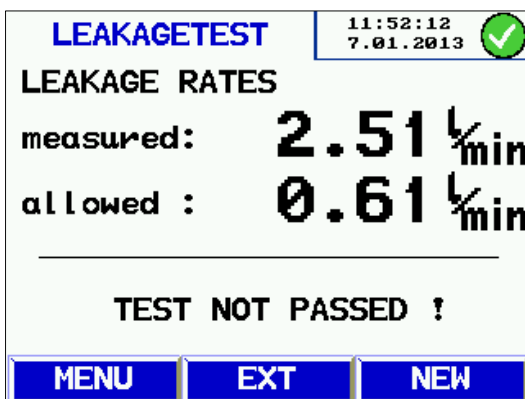 LEAKAGETEST
11:52:12
7.01.2013
LEAKAGE RATES
measured: 2.51 L/min
allowed : 0.61 L/min
TEST NOT PASSED !
MENU EXT NEW